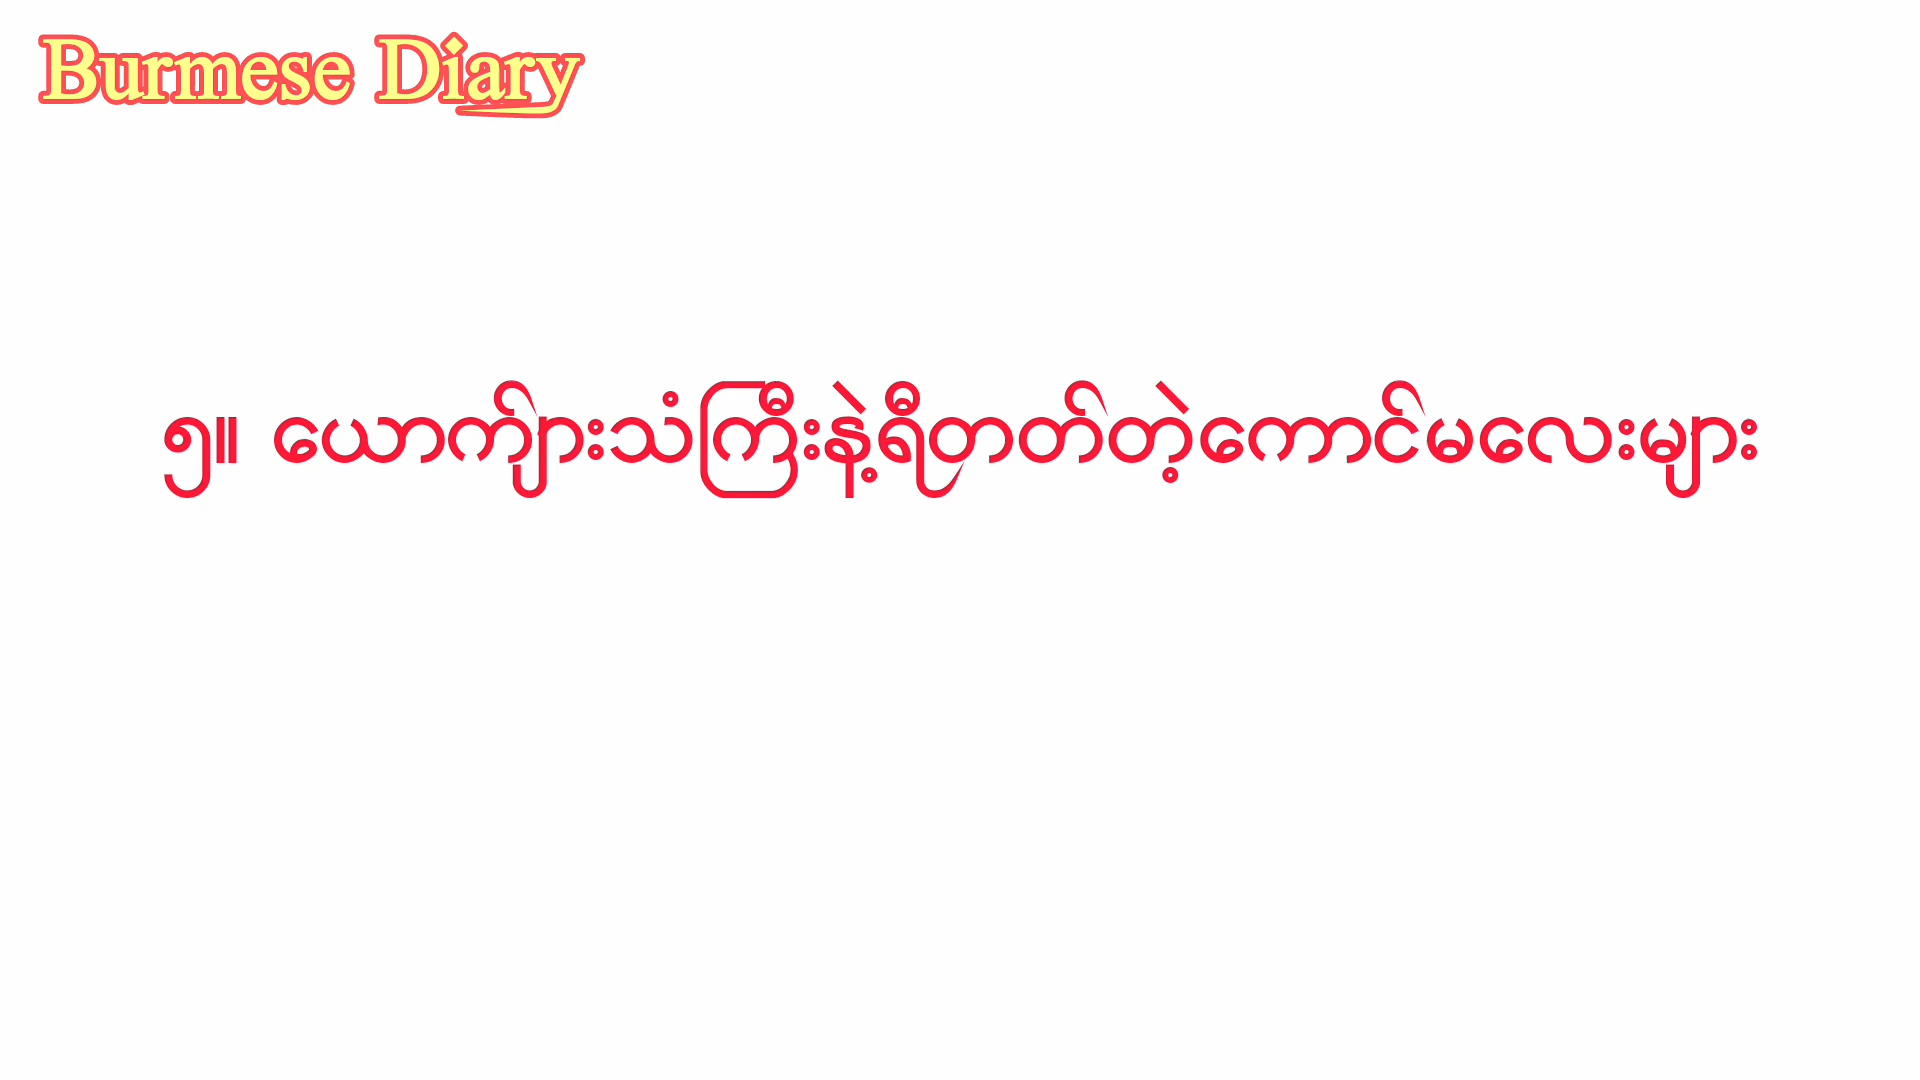 Burmese Diary
၅။ ယောက်ျားသံကြီးနဲ့ရီတတ်တဲ့ကောင်မလေးများ